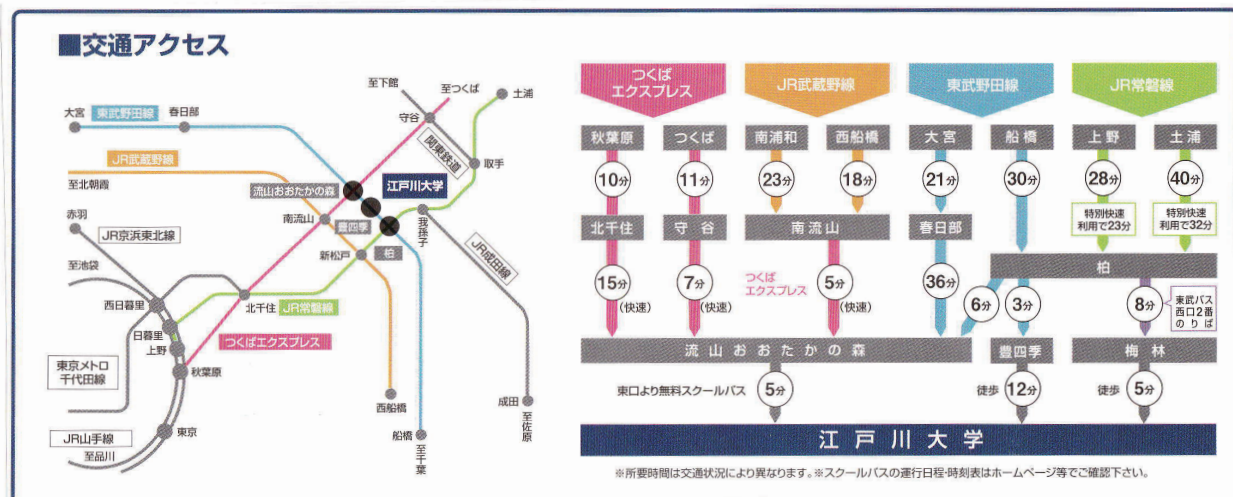 ■交通アクセス
至下館
至つくば
土浦
大宮
東武野田線
春日部
守谷
関東鉄道
取手
JR武蔵野線
至北朝霞
流山おおたかの森
江戸川大学
赤羽
南流山
豊四季
我孫子
JR京浜東北線
新松戸
柏
JR成田線
至池袋
西日暮里
北千住
JR常磐線
日暮里
上野
つくばエクスプレス
東京メトロ
千代田線
秋葉原
西船橋
成田
至佐原
JR山手線
東京
船橋
至千葉
至品川
つくば
エクスプレス
JR武蔵野線
東武野田線
JR常磐線
秋葉原
つくば
南浦和
西船橋
大宮
船橋
上野
土浦
10分
11分
23分
18分
21分
30分
28分
40分
特別快速
利用で23分
特別快速
利用で32分
北千住
守谷
南流山
春日部
柏
15分
(快速)
7分
(快速)
つくば
エクスプレス
5分
(快速)
36分
6分
3分
8分
東武バス
西口2番
のりば
流山おおたかの森
豊四季
梅林
東口より無料スクールバス
5分
徒歩
12分
徒歩
5分
江戸川大学
※所要時間は交通状況により異なります。※スクールバスの運行日程・時刻表はホームページ等でご確認下さい。